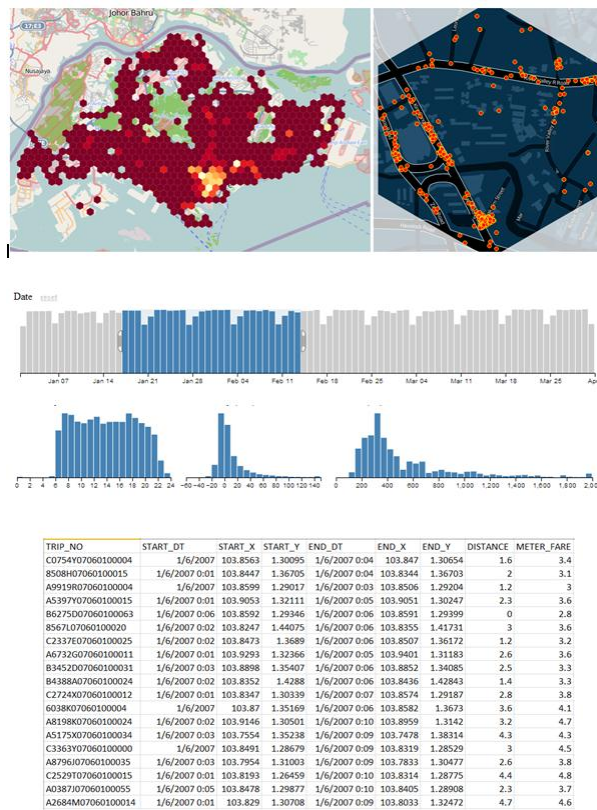 Johor Bahru
Nusajaya
Date reset
Jan 07 Jan 14 Jan 21 Jan 28 Feb 04 Feb 11 Feb 18 Feb 25 Mar 04 Mar 11 Mar 18 Mar 25 Apr
0 2 4 6 8 10 12 14 16 18 20 22 24 -60 -40 -20 0 20 40 60 80 100 120 140 0 200 400 600 800 1,000 1,200 1,400 1,600 1,800 2,00
TRIP_NO START_DT START_X START_Y END_DT END_X END_Y DISTANCE METER_FARE
C0754Y07060100004 1/6/2007 103.8563 1.30095 1/6/2007 0:04 103.847 1.30654 1.6 3.4
8508H07060100015 1/6/2007 0:01 103.8447 1.36705 1/6/2007 0:04 103.8344 1.36703 2 3.1
A9919R07060100004 1/6/2007 103.8599 1.29017 1/6/2007 0:03 103.8506 1.29204 1.2 3
A5397Y07060100015 1/6/2007 0:01 103.9053 1.32111 1/6/2007 0:05 103.9051 1.30247 2.3 3.6
B6275D07060100063 1/6/2007 0:06 103.8592 1.29346 1/6/2007 0:06 103.8591 1.29399 0 2.8
8567L07060100020 1/6/2007 0:02 103.8247 1.44075 1/6/2007 0:06 103.8355 1.41731 3 3.6
C2337E07060100025 1/6/2007 0:02 103.8473 1.3689 1/6/2007 0:06 103.8507 1.36172 1.2 3.2
A6732G07060100011 1/6/2007 0:01 103.9293 1.32366 1/6/2007 0:05 103.9401 1.31183 2.6 3.6
B3452D07060100031 1/6/2007 0:03 103.8898 1.35407 1/6/2007 0:06 103.8852 1.34085 2.5 3.3
B4388A07060100024 1/6/2007 0:02 103.8352 1.4288 1/6/2007 0:06 103.8436 1.42843 1.4 3.3
C2724X07060100012 1/6/2007 0:01 103.8347 1.30339 1/6/2007 0:07 103.8574 1.29187 2.8 3.8
6038K07060100004 1/6/2007 103.87 1.35169 1/6/2007 0:06 103.8582 1.3673 3.6 4.1
A8198K07060100024 1/6/2007 0:02 103.9146 1.30501 1/6/2007 0:10 103.8959 1.3142 3.2 4.7
A5175X07060100034 1/6/2007 0:03 103.7554 1.35238 1/6/2007 0:09 103.7478 1.38314 4.3 4.3
C3363Y07060100000 1/6/2007 103.8491 1.28679 1/6/2007 0:09 103.8319 1.28529 3 4.5
A8796J07060100035 1/6/2007 0:03 103.7954 1.31003 1/6/2007 0:09 103.7833 1.30477 2.6 3.8
C2529T07060100015 1/6/2007 0:01 103.8193 1.26459 1/6/2007 0:10 103.8314 1.28775 4.4 4.8
A0387J07060100055 1/6/2007 0:05 103.8478 1.29877 1/6/2007 0:10 103.8405 1.28908 2.3 3.7
A2684M07060100014 1/6/2007 0:01 103.829 1.30708 1/6/2007 0:10 103.8033 1.32472 4.7 4.6